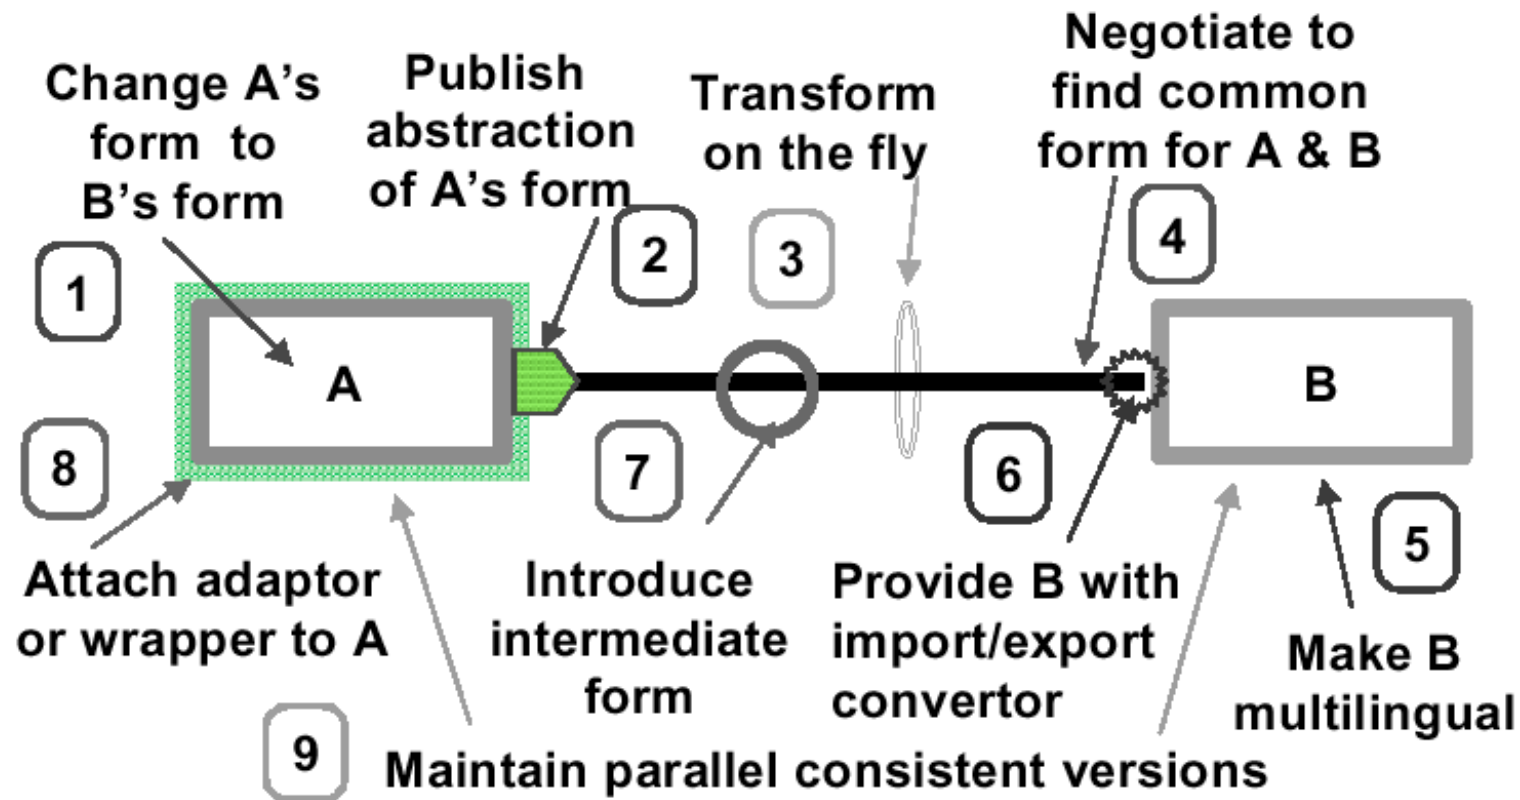 Change A's
form to
B's form
1
Publish
abstraction
of A's form
2
Transform
on the fly
3
Negotiate to
find common
form for A & B
4
A
B
8
Attach adaptor
or wrapper to A
7
Introduce
intermediate
form
6
Provide B with
import/export
convertor
5
Make B
multilingual
9
Maintain parallel consistent versions